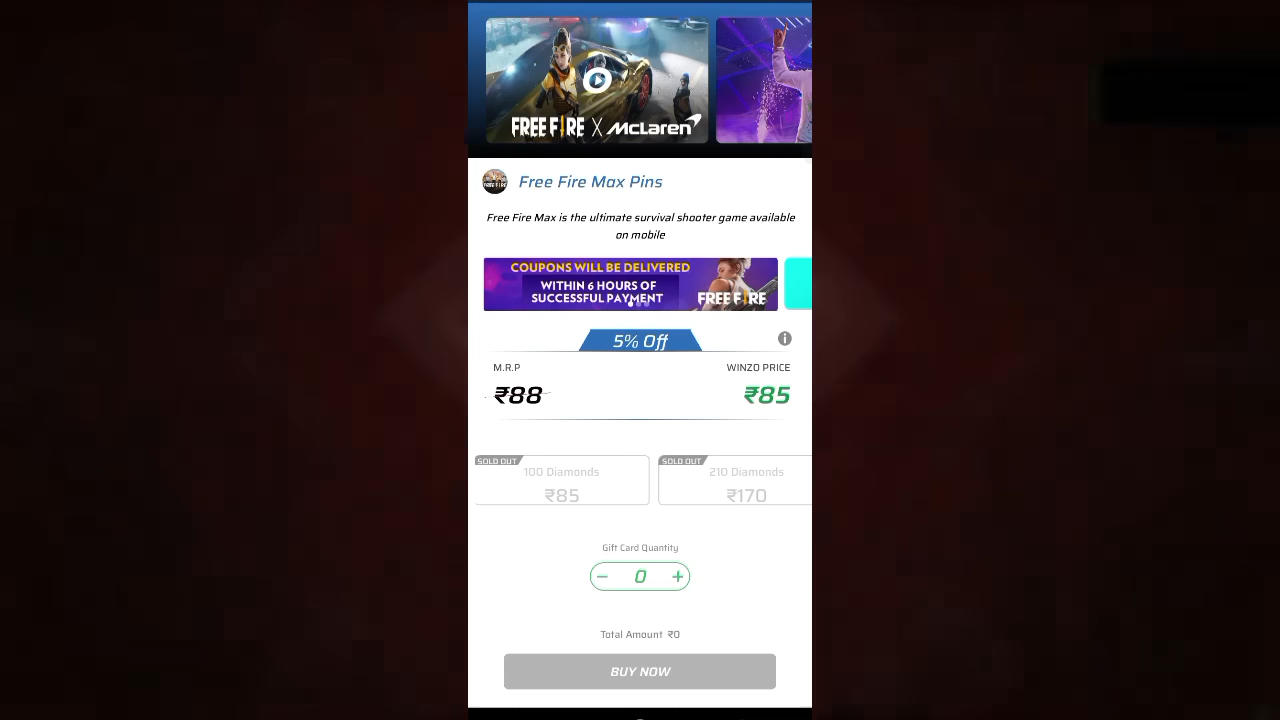 FREE FIRE X McLaren
Free Fire Max Pins
Free Fire Max is the ultimate survival shooter game available
on mobile
COUPONS WILL BE DELIVERED
WITHIN 6 HOURS OF
SUCCESSFUL PAYMENT
FREE FIRE
5% Off
M.R.P WINZO PRICE
₹88 ₹85
SOLD OUT SOLD OUT
100 Diamonds 210 Diamonds
₹85 ₹170
Gift Card Quantity
- 0 +
Total Amount ₹0
BUY NOW